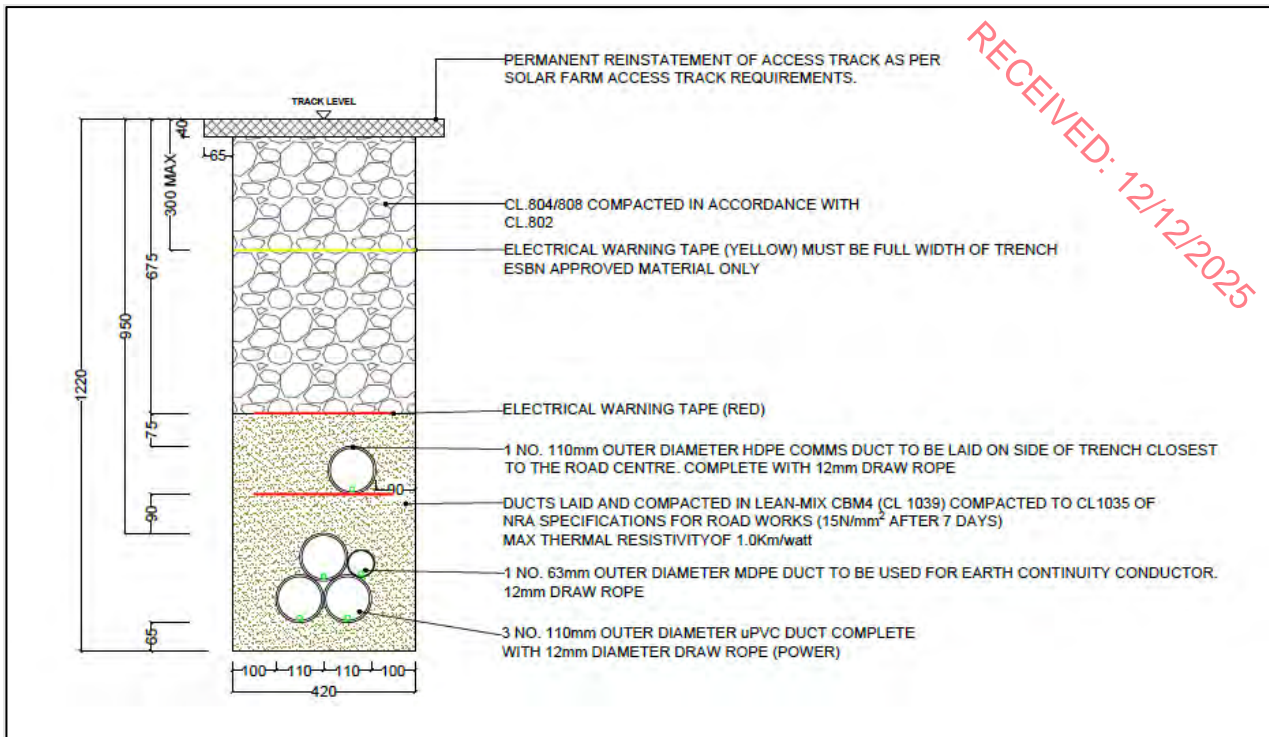 RECEIVED: 12/12/2025
PERMANENT REINSTATEMENT OF ACCESS TRACK AS PER
SOLAR FARM ACCESS TRACK REQUIREMENTS.
TRACK LEVEL
40
65
300 MAX
CL.804/808 COMPACTED IN ACCORDANCE WITH
CL.802
ELECTRICAL WARNING TAPE (YELLOW) MUST BE FULL WIDTH OF TRENCH
ESBN APPROVED MATERIAL ONLY
675
950
1220
ELECTRICAL WARNING TAPE (RED)
75
1 NO. 110mm OUTER DIAMETER HDPE COMMS DUCT TO BE LAID ON SIDE OF TRENCH CLOSEST
TO THE ROAD CENTRE. COMPLETE WITH 12mm DRAW ROPE
90
DUCTS LAID AND COMPACTED IN LEAN-MIX CBM4 (CL 1039) COMPACTED TO CL1035 OF
NRA SPECIFICATIONS FOR ROAD WORKS (15N/mm² AFTER 7 DAYS)
MAX THERMAL RESISTIVITYOF 1.0Km/watt
90
1 NO. 63mm OUTER DIAMETER MDPE DUCT TO BE USED FOR EARTH CONTINUITY CONDUCTOR.
12mm DRAW ROPE
3 NO. 110mm OUTER DIAMETER uPVC DUCT COMPLETE
WITH 12mm DIAMETER DRAW ROPE (POWER)
65
100 110 110 100
420